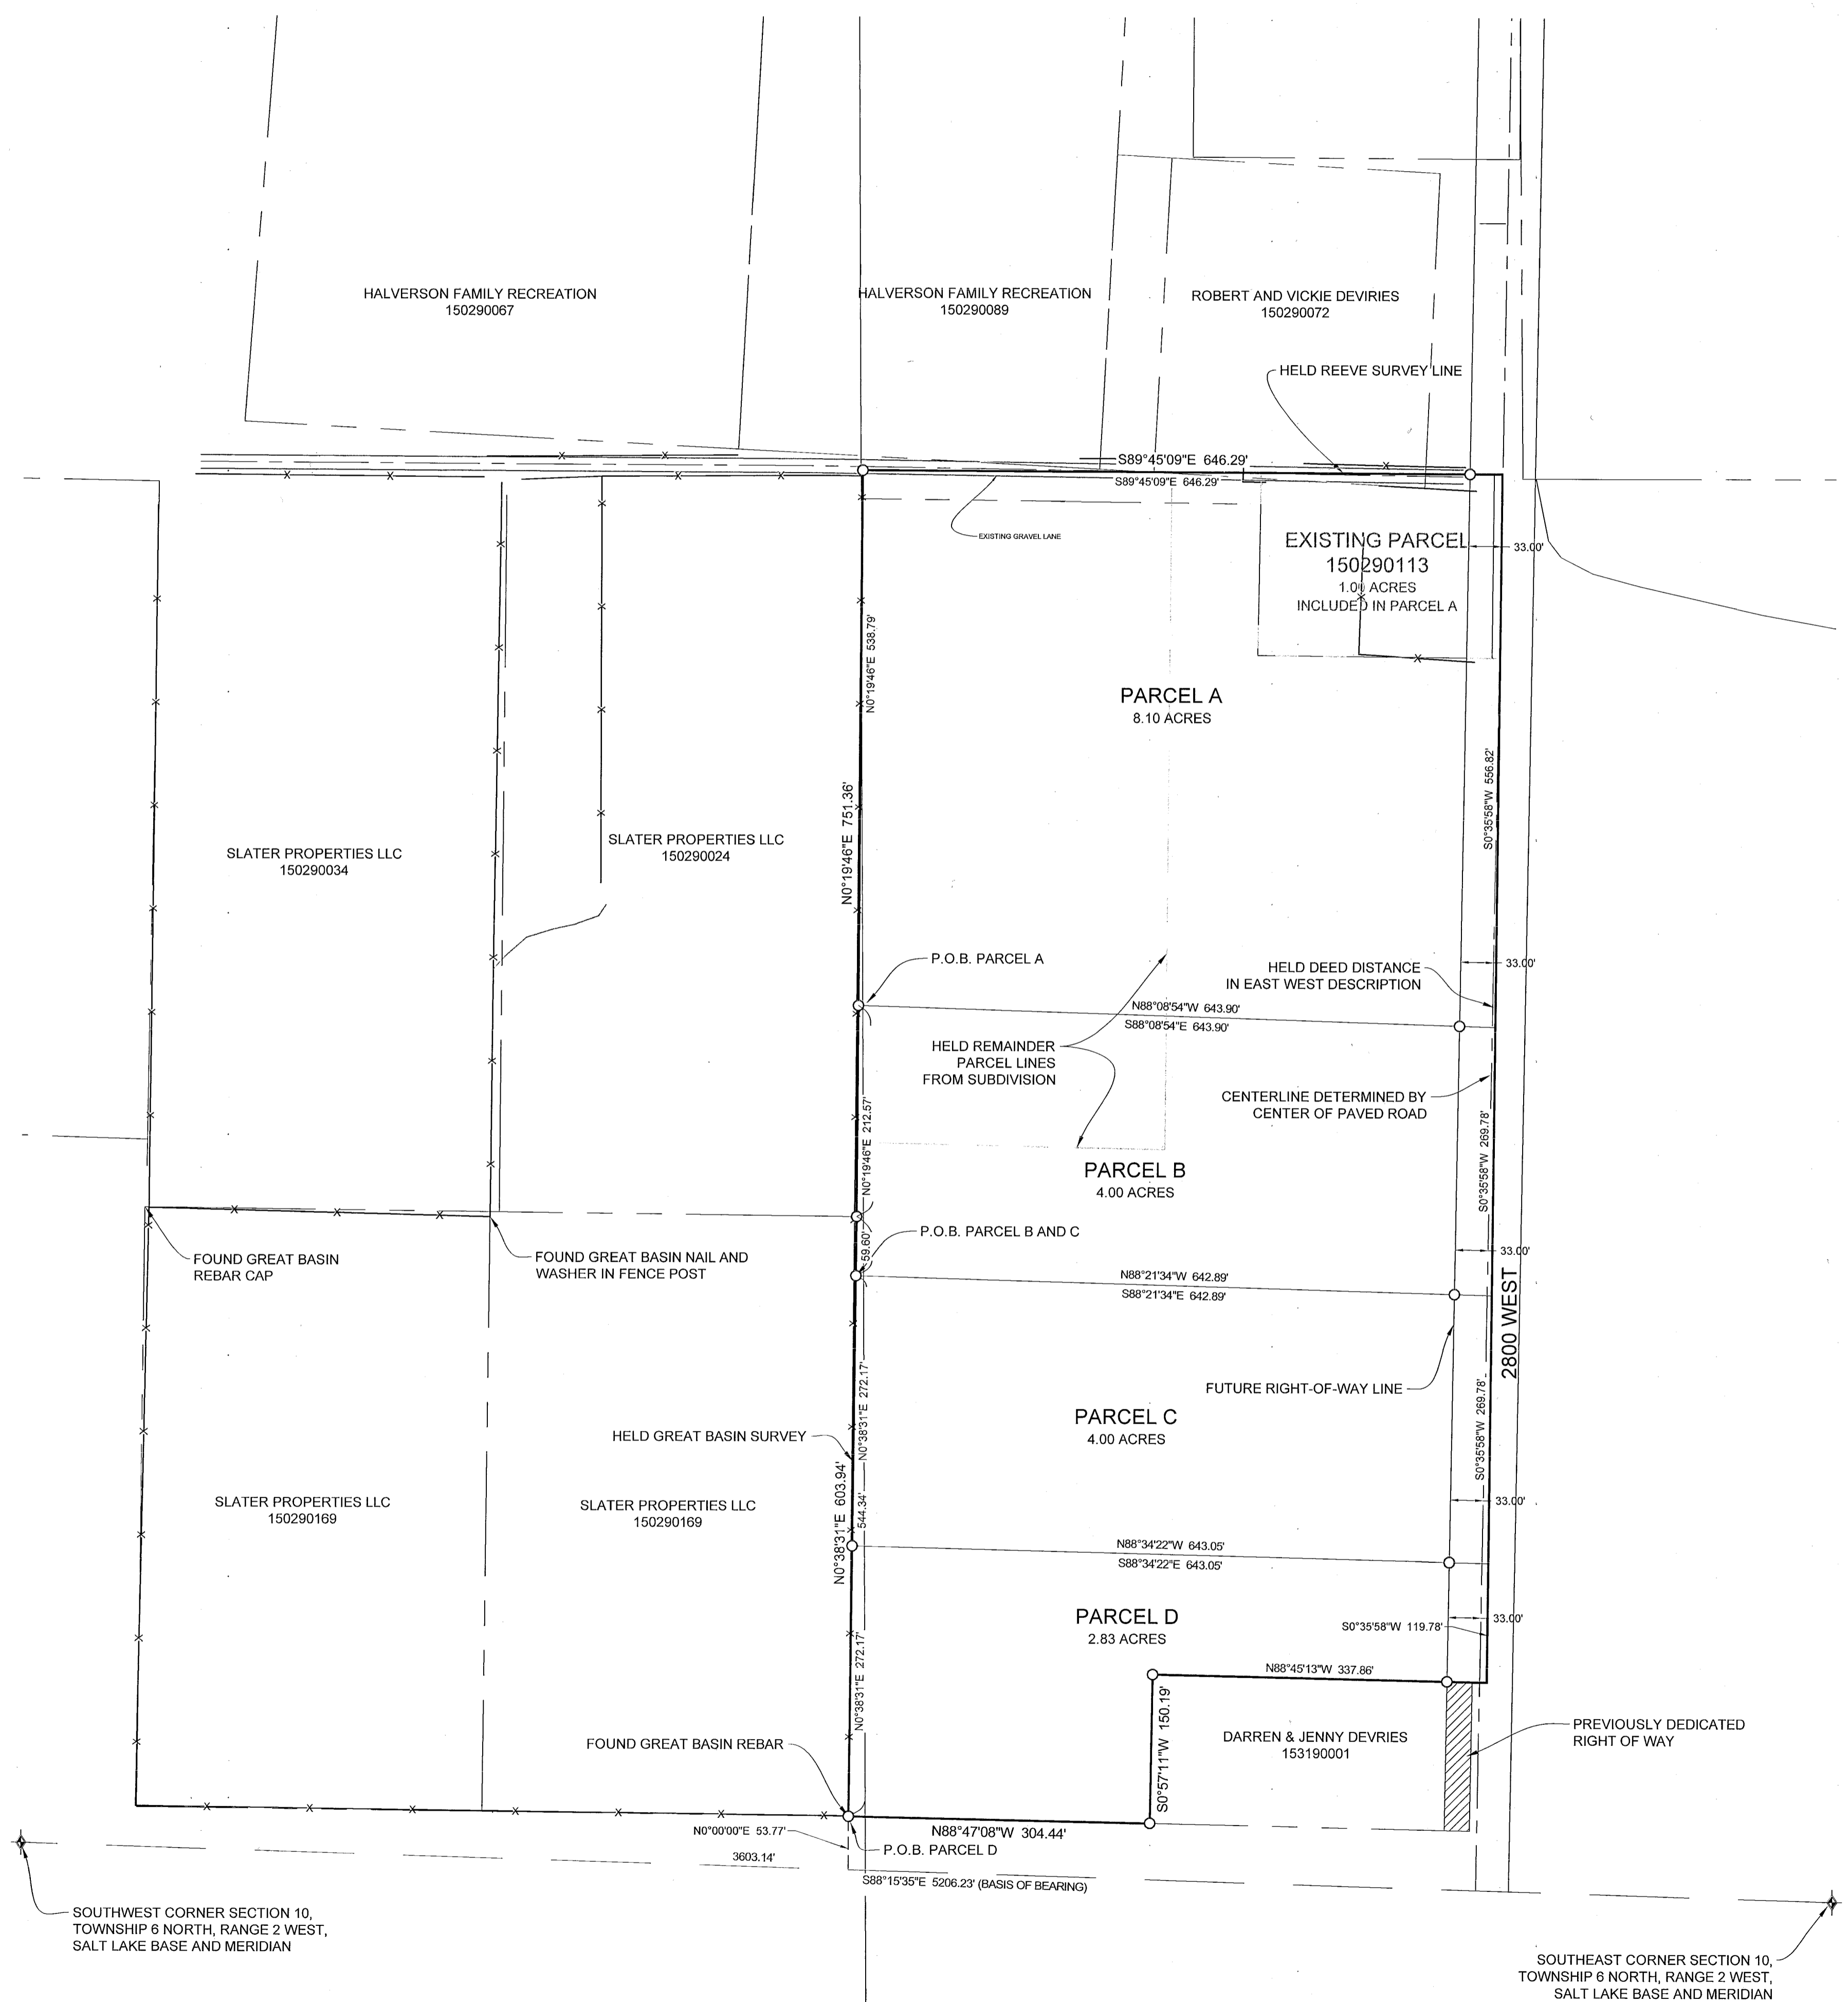 HALVERSON FAMILY RECREATION
150290067
HALVERSON FAMILY RECREATION
150290089
ROBERT AND VICKIE DEVIRIES
150290072
HELD REEVE SURVEY LINE
S89°45'09"E 646.29'
S89°45'09"E 646.29'
EXISTING GRAVEL LANE
EXISTING PARCEL
150290113
1.00 ACRES
INCLUDED IN PARCEL A
33.00'
N0°19'46"E 538.79'
PARCEL A
8.10 ACRES
S0°35'58"W 556.82'
N0°19'46"E 751.36'
SLATER PROPERTIES LLC
150290034
SLATER PROPERTIES LLC
150290024
P.O.B. PARCEL A
HELD DEED DISTANCE
IN EAST WEST DESCRIPTION
33.00'
N88°08'54"W 643.90'
S88°08'54"E 643.90'
HELD REMAINDER
PARCEL LINES
FROM SUBDIVISION
CENTERLINE DETERMINED BY
CENTER OF PAVED ROAD
N0°19'46"E 212.57'
S0°35'58"W 269.78'
PARCEL B
4.00 ACRES
59.60'
P.O.B. PARCEL B AND C
33.00'
FOUND GREAT BASIN
REBAR CAP
FOUND GREAT BASIN NAIL AND
WASHER IN FENCE POST
N88°21'34"W 642.89'
S88°21'34"E 642.89'
2800 WEST
FUTURE RIGHT-OF-WAY LINE
N0°38'31"E 272.17'
S0°35'58"W 269.78'
PARCEL C
4.00 ACRES
HELD GREAT BASIN SURVEY
N0°38'31"E 603.94'
544.34'
33.00'
SLATER PROPERTIES LLC
150290169
SLATER PROPERTIES LLC
150290169
N88°34'22"W 643.05'
S88°34'22"E 643.05'
PARCEL D
2.83 ACRES
33.00'
S0°35'58"W 119.78'
N0°38'31"E 272.17'
N88°45'13"W 337.86'
S0°57'11"W 150.19'
DARREN & JENNY DEVRIES
153190001
PREVIOUSLY DEDICATED
RIGHT OF WAY
FOUND GREAT BASIN REBAR
N0°00'00"E 53.77'
N88°47'08"W 304.44'
P.O.B. PARCEL D
3603.14'
S88°15'35"E 5206.23' (BASIS OF BEARING)
SOUTHWEST CORNER SECTION 10,
TOWNSHIP 6 NORTH, RANGE 2 WEST,
SALT LAKE BASE AND MERIDIAN
SOUTHEAST CORNER SECTION 10,
TOWNSHIP 6 NORTH, RANGE 2 WEST,
SALT LAKE BASE AND MERIDIAN